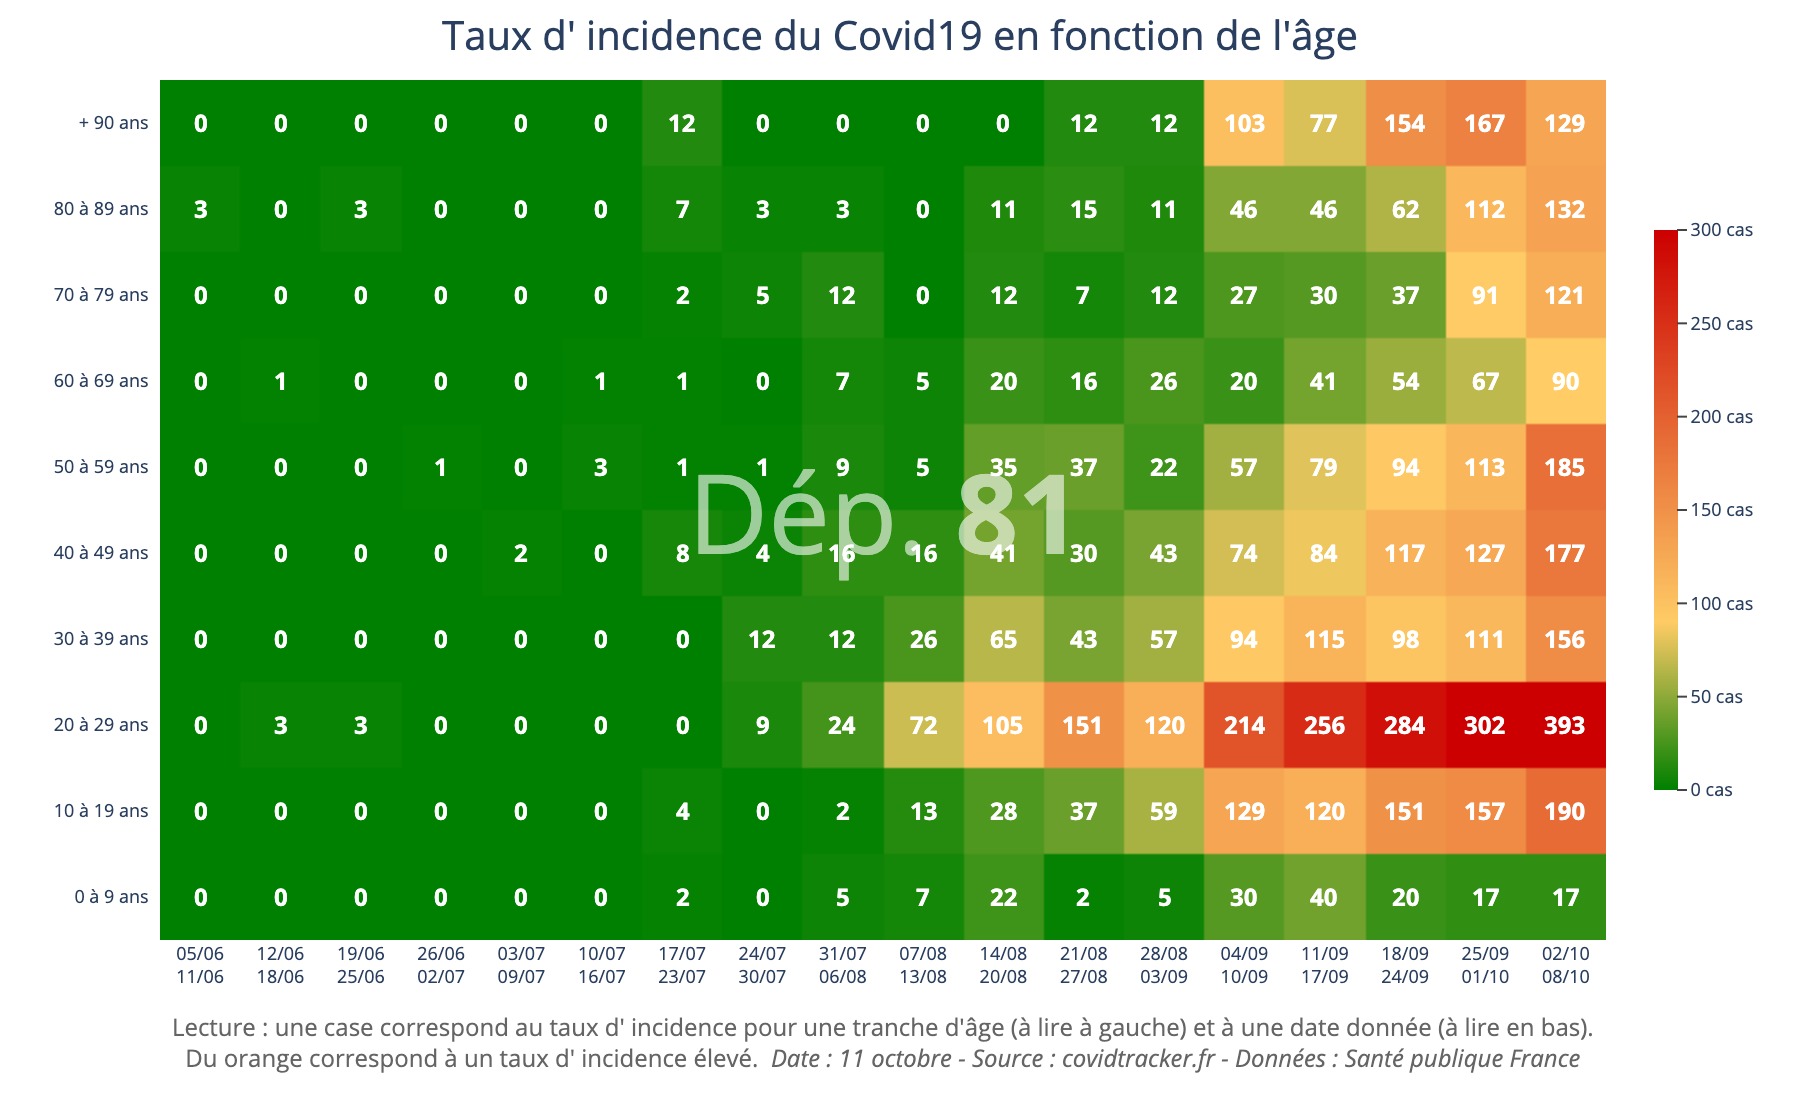 Taux d' incidence du Covid19 en fonction de l'âge
+ 90 ans 0 0 0 0 0 0 12 0 0 0 0 12 12 103 77 154 167 129
80 à 89 ans 3 0 3 0 0 0 7 3 3 0 11 15 11 46 46 62 112 132
300 cas
70 à 79 ans 0 0 0 0 0 0 2 5 12 0 12 7 12 27 30 37 91 121
250 cas
60 à 69 ans 0 1 0 0 0 1 1 0 7 5 20 16 26 20 41 54 67 90
200 cas
50 à 59 ans 0 0 0 1 0 3 1 1 9 5 35 37 22 57 79 94 113 185
Dép. 81
150 cas
40 à 49 ans 0 0 0 0 2 0 8 4 16 16 41 30 43 74 84 117 127 177
100 cas
30 à 39 ans 0 0 0 0 0 0 0 12 12 26 65 43 57 94 115 98 111 156
50 cas
20 à 29 ans 0 3 3 0 0 0 0 9 24 72 105 151 120 214 256 284 302 393
0 cas
10 à 19 ans 0 0 0 0 0 0 4 0 2 13 28 37 59 129 120 151 157 190
0 à 9 ans 0 0 0 0 0 0 2 0 5 7 22 2 5 30 40 20 17 17
05/06 12/06 19/06 26/06 03/07 10/07 17/07 24/07 31/07 07/08 14/08 21/08 28/08 04/09 11/09 18/09 25/09 02/10
11/06 18/06 25/06 02/07 09/07 16/07 23/07 30/07 06/08 13/08 20/08 27/08 03/09 10/09 17/09 24/09 01/10 08/10
Lecture : une case correspond au taux d' incidence pour une tranche d'âge (à lire à gauche) et à une date donnée (à lire en bas).
Du orange correspond à un taux d' incidence élevé. Date : 11 octobre - Source : covidtracker.fr - Données : Santé publique France